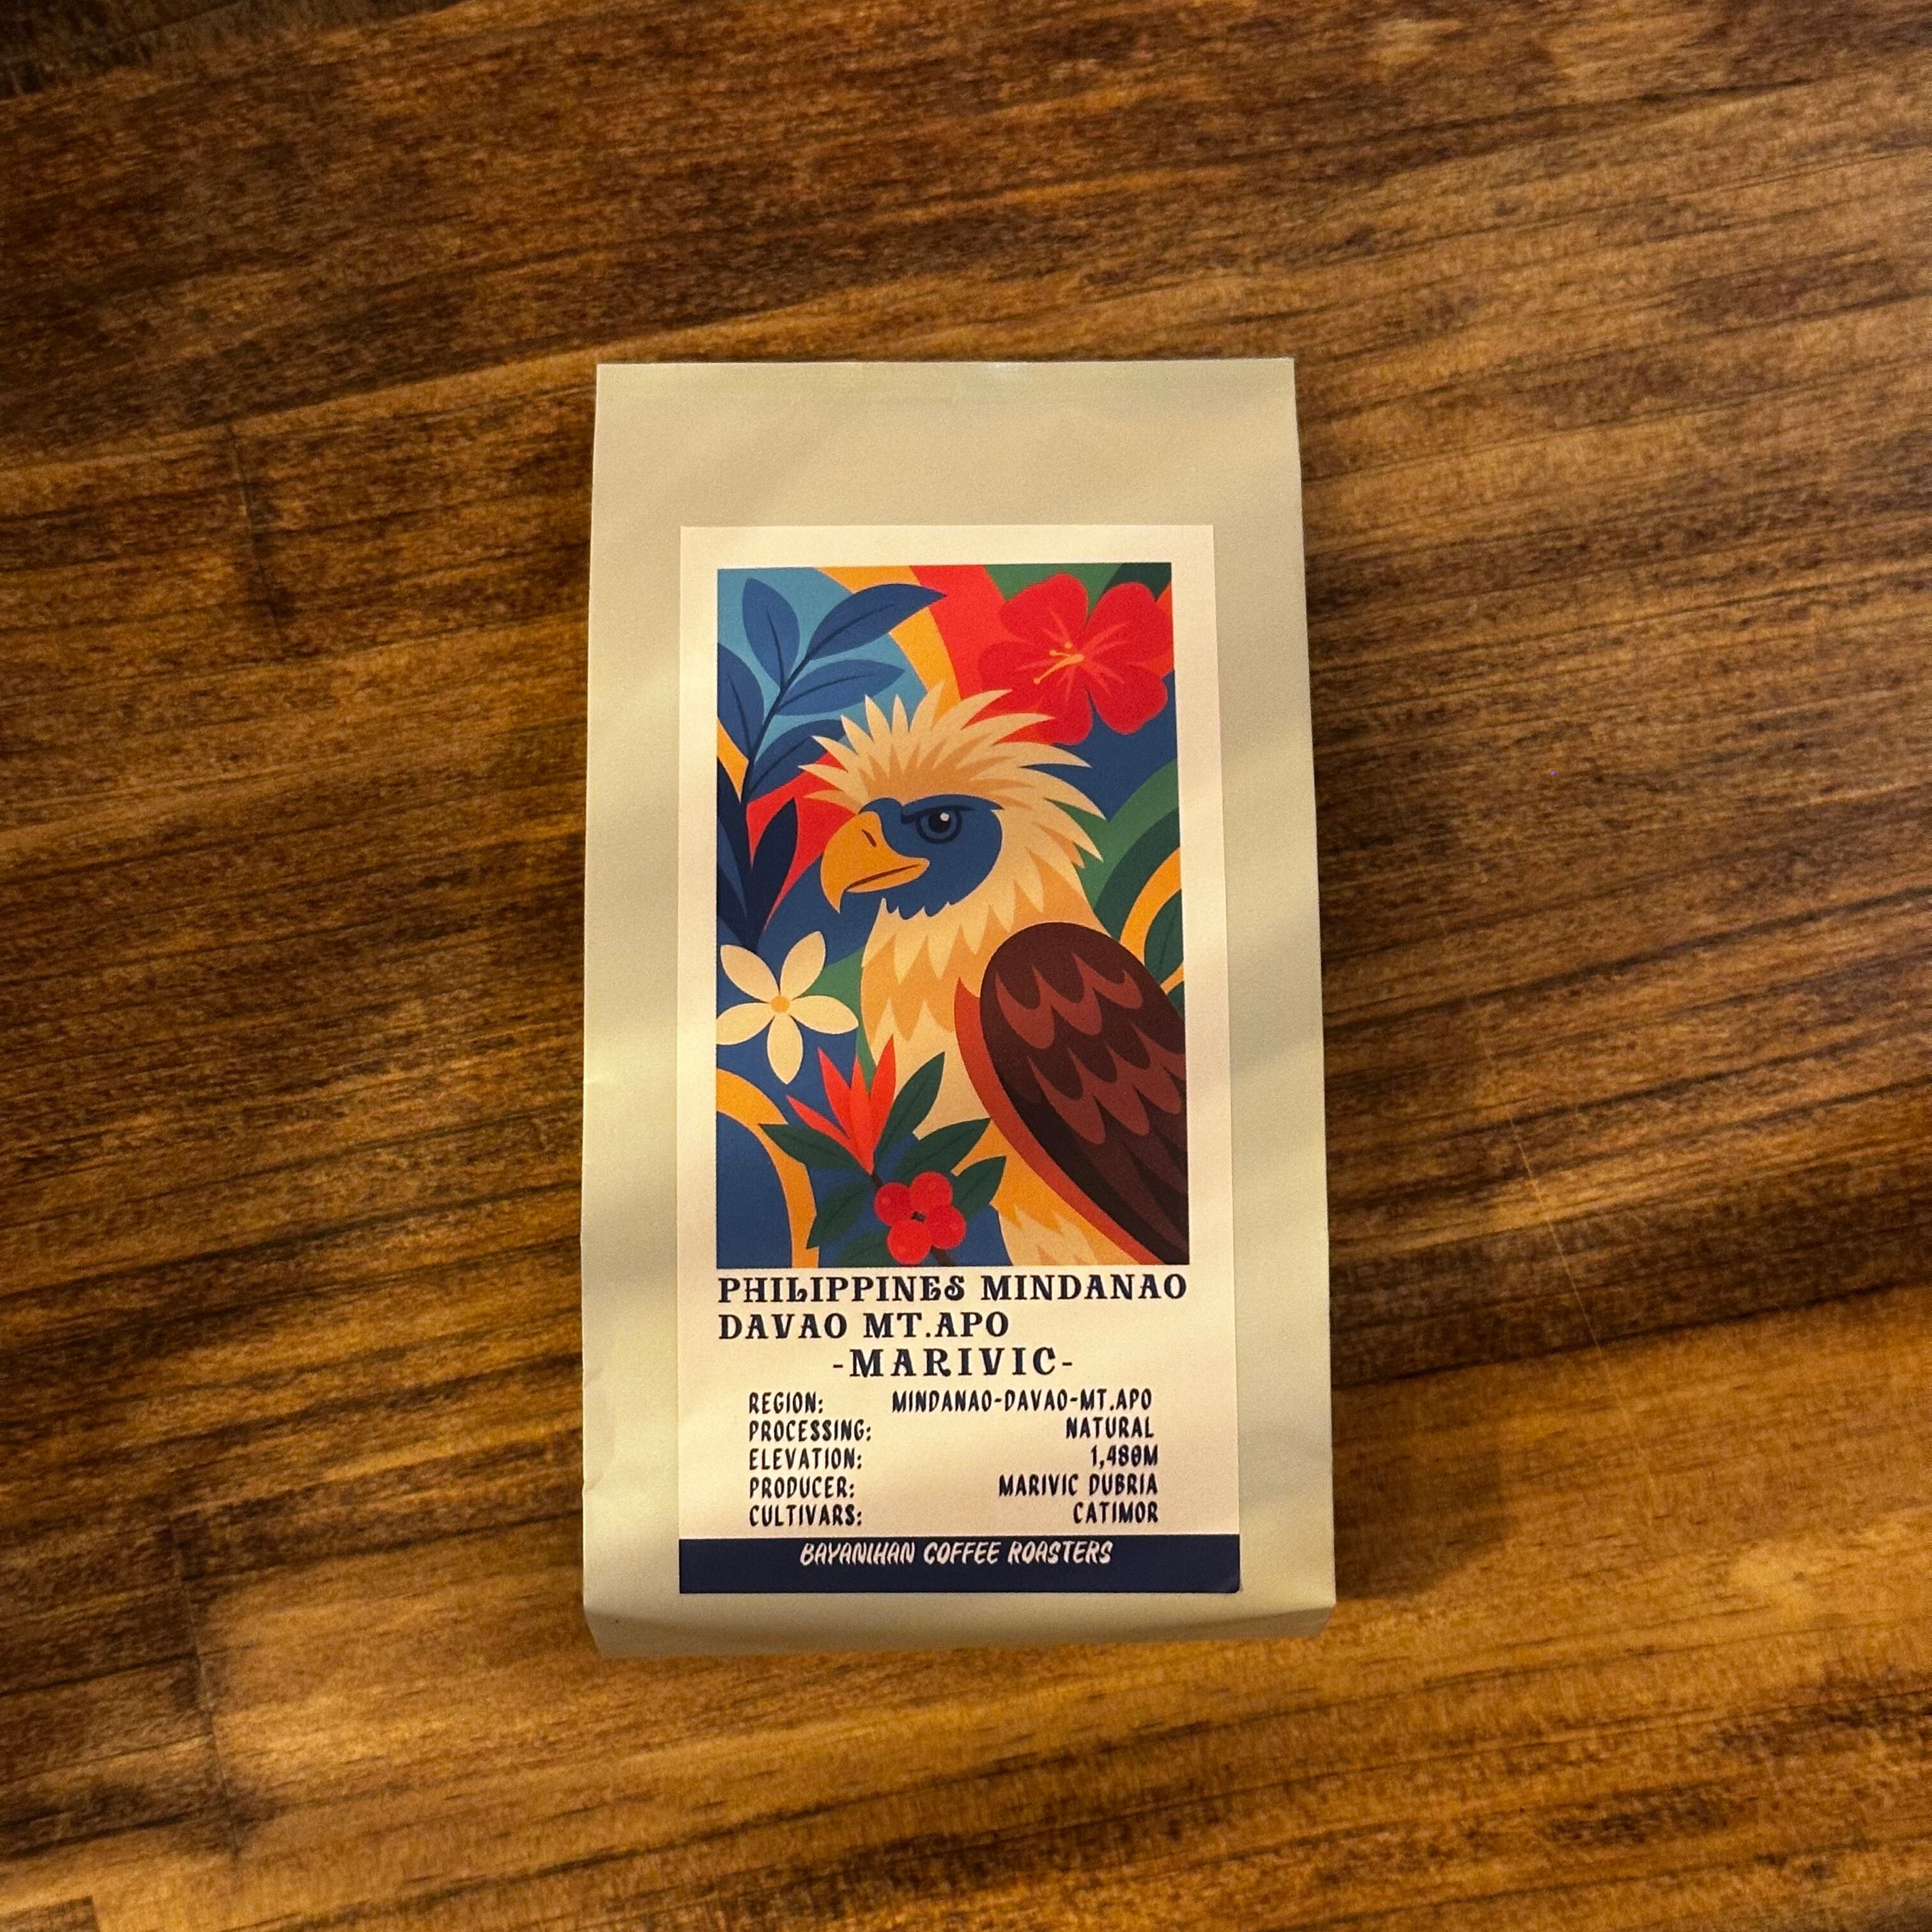 PHILIPPINES MINDANAO
DAVAO MT.APO
-MARIVIC-
REGION: MINDANAO-DAVAO-MT.APO
PROCESSING: NATURAL
ELEVATION: 1,480M
PRODUCER: MARIVIC DUBRIA
CULTIVARS: CATIMOR
BAYANIHAN COFFEE ROASTERS